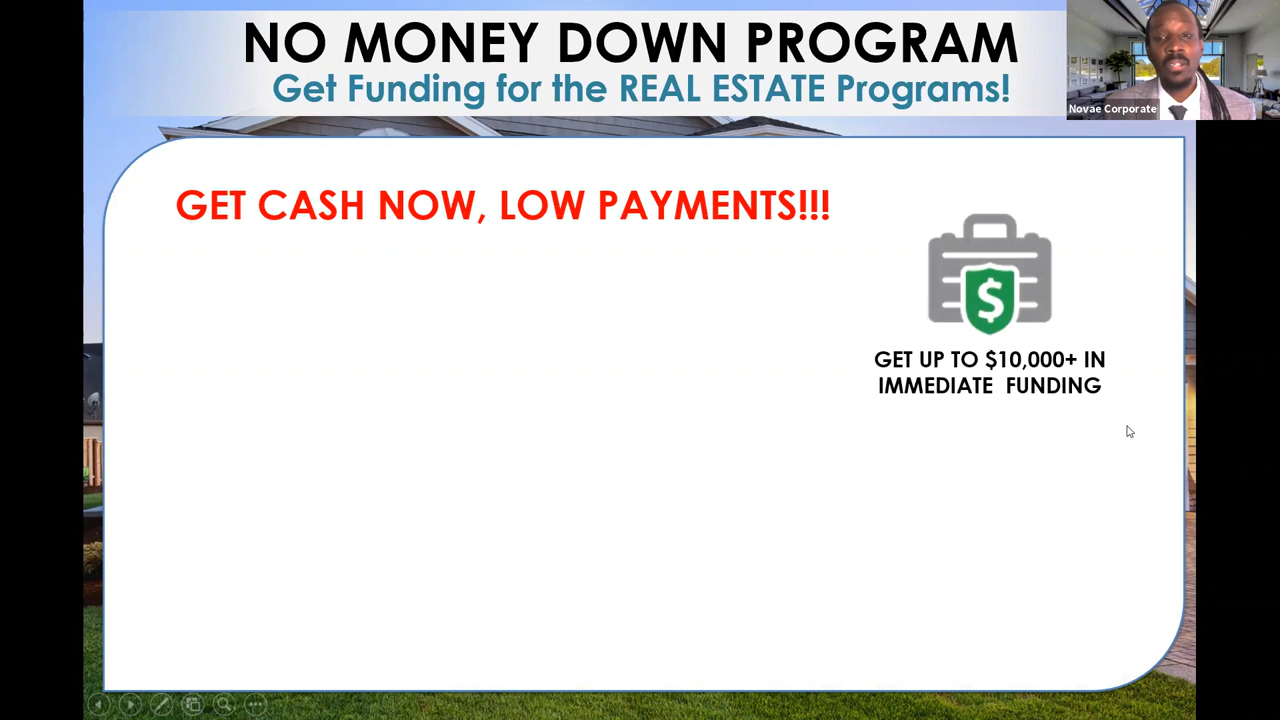 NO MONEY DOWN PROGRAM
Get Funding for the REAL ESTATE Programs!
Novae Corporate
GET CASH NOW, LOW PAYMENTS!!!
$
GET UP TO $10,000+ IN
IMMEDIATE FUNDING